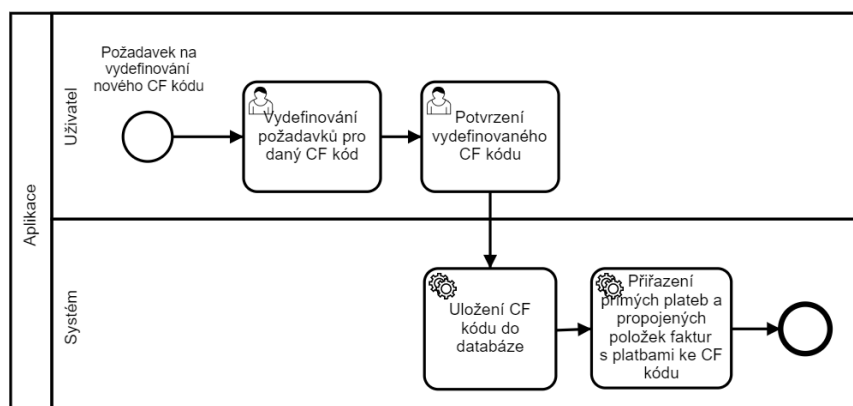 Aplikace
Uživatel
Požadavek na
vydefinování
nového CF kódu
Vydefinování
požadavků pro
daný CF kód
Potvrzení
vydefinovaného
CF kódu
Systém
Uložení CF
kódu do
databáze
Přiřazení
přímých plateb a
propojených
položek faktur
s platbami ke CF
kódu